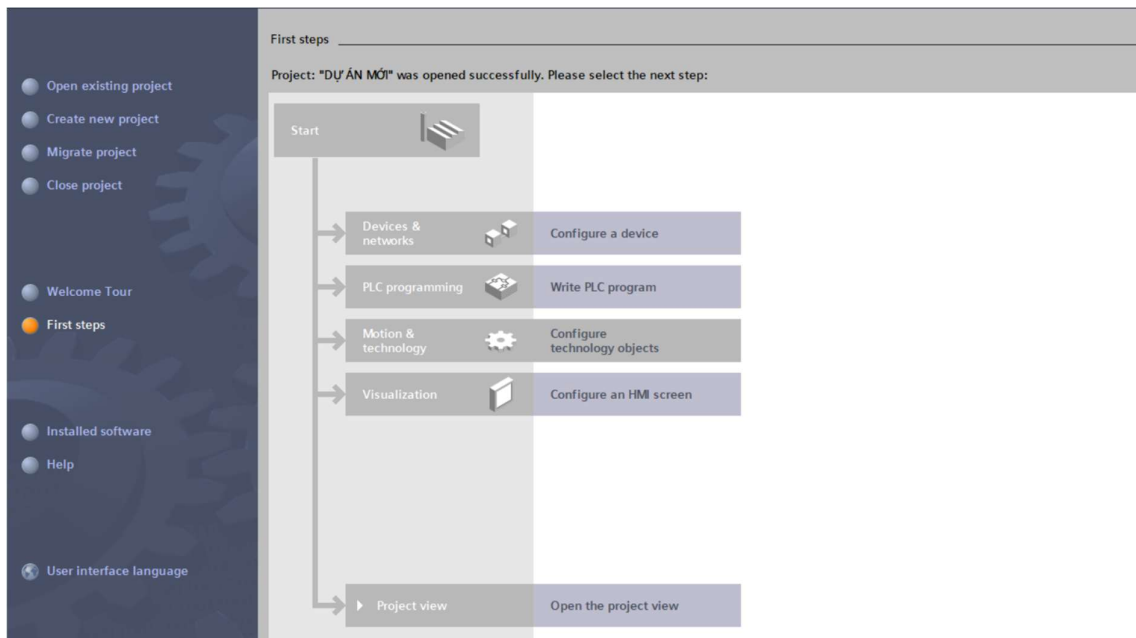 First steps
Project: "DỰ ÁN MỚI" was opened successfully. Please select the next step:
Open existing project
Create new project
Migrate project
Close project
Welcome Tour
First steps
Installed software
Help
User interface language
Start
Devices &
networks
Configure a device
PLC programming
Write PLC program
Motion &
technology
Configure
technology objects
Visualization
Configure an HMI screen
Project view
Open the project view